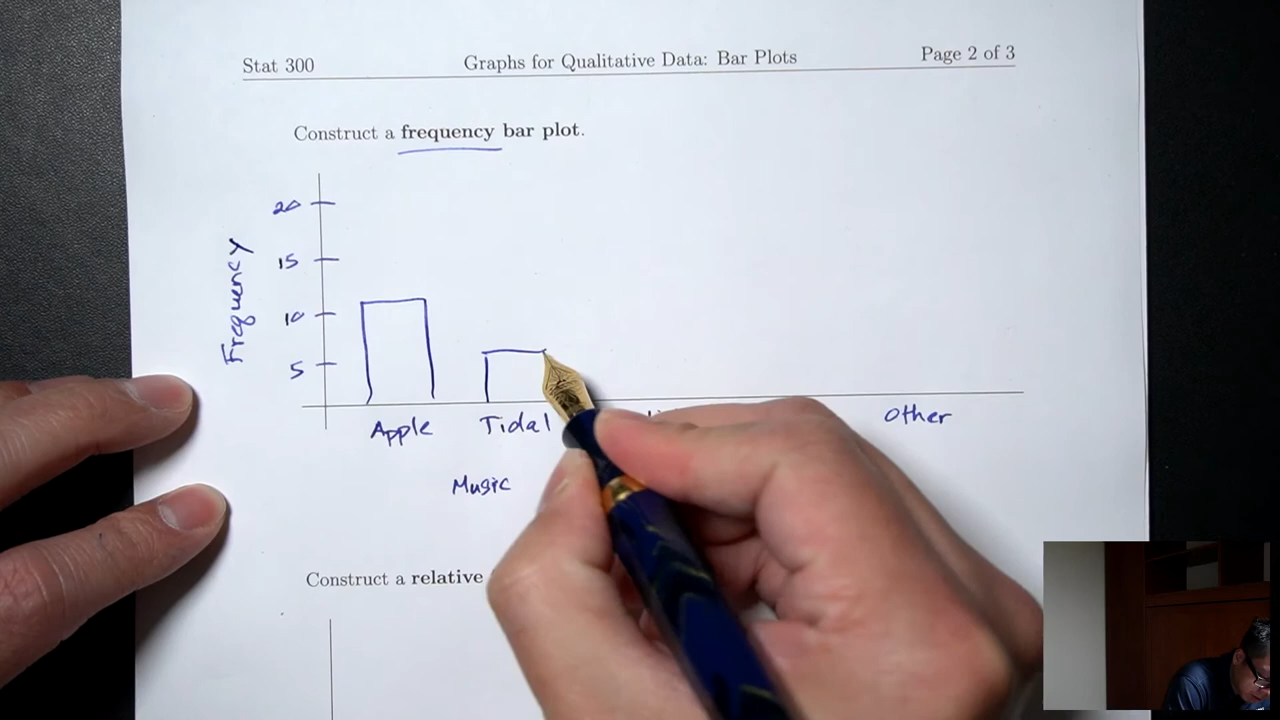 Stat 300 Graphs for Qualitative Data: Bar Plots Page 2 of 3
Construct a frequency bar plot.
20
15
10
5
Frequency
Apple Tidal Other
Music
Construct a relative